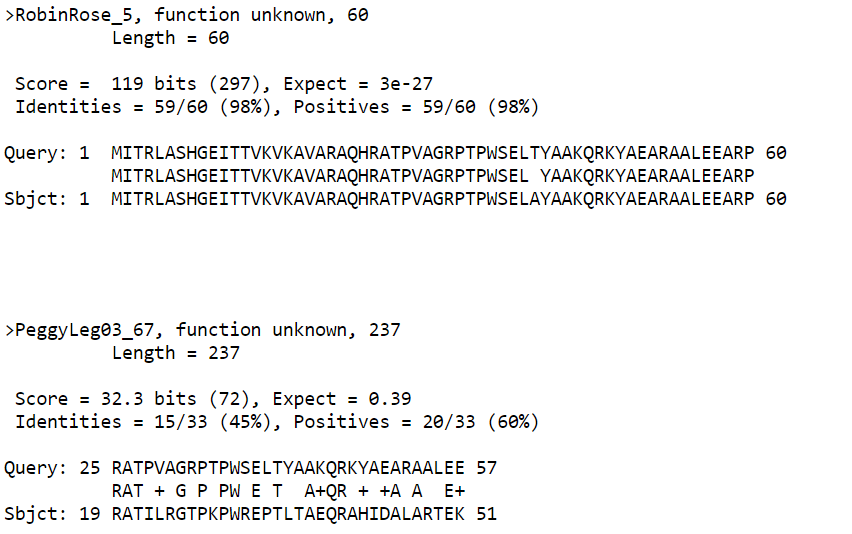 >RobinRose_5, function unknown, 60
          Length = 60
 Score =  119 bits (297), Expect = 3e-27
 Identities = 59/60 (98%), Positives = 59/60 (98%)
Query: 1  MITRLASHGEITTVKVKAVARAQHRATPVAGRPTPWSELTYAAKQRKYAEARAALEEARP 60
          MITRLASHGEITTVKVKAVARAQHRATPVAGRPTPWSEL YAAKQRKYAEARAALEEARP
Sbjct: 1  MITRLASHGEITTVKVKAVARAQHRATPVAGRPTPWSELAYAAKQRKYAEARAALEEARP 60
>PeggyLeg03_67, function unknown, 237
          Length = 237
 Score = 32.3 bits (72), Expect = 0.39
 Identities = 15/33 (45%), Positives = 20/33 (60%)
Query: 25 RATPVAGRPTPWSELTYAAKQRKYAEARAALEE 57
          RAT + G P PW E T  A+QR + +A A  E+
Sbjct: 19 RATILRGTPKPWREPTLTAEQRAHIDALARTEK 51